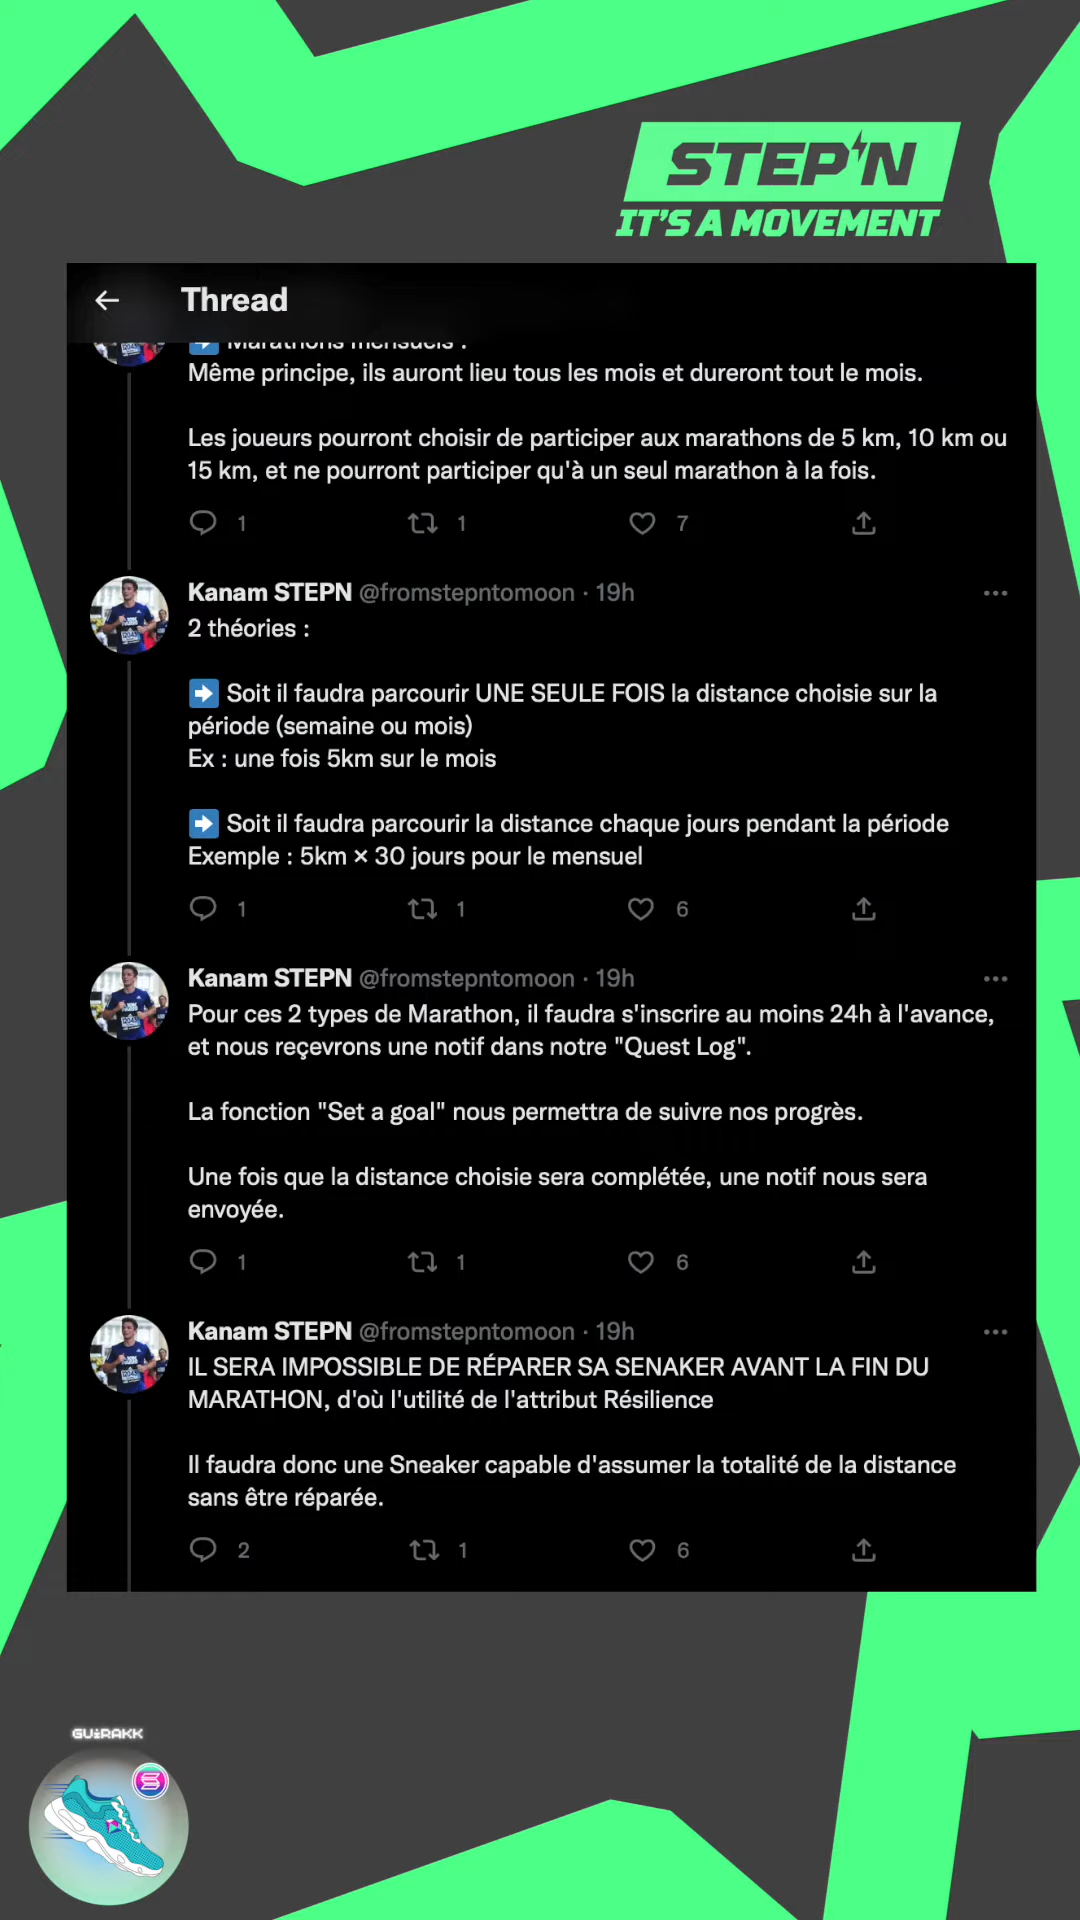 STEP'N
IT'S A MOVEMENT
Thread
Marathons mensuels :
Même principe, ils auront lieu tous les mois et dureront tout le mois.
Les joueurs pourront choisir de participer aux marathons de 5 km, 10 km ou
15 km, et ne pourront participer qu'à un seul marathon à la fois.
1 1 7
Kanam STEPN @fromstepntomoon · 19h
2 théories :
➡ Soit il faudra parcourir UNE SEULE FOIS la distance choisie sur la
période (semaine ou mois)
Ex : une fois 5km sur le mois
➡ Soit il faudra parcourir la distance chaque jours pendant la période
Exemple : 5km × 30 jours pour le mensuel
1 1 6
Kanam STEPN @fromstepntomoon · 19h
Pour ces 2 types de Marathon, il faudra s'inscrire au moins 24h à l'avance,
et nous reçevrons une notif dans notre "Quest Log".
La fonction "Set a goal" nous permettra de suivre nos progrès.
Une fois que la distance choisie sera complétée, une notif nous sera
envoyée.
1 1 6
Kanam STEPN @fromstepntomoon · 19h
IL SERA IMPOSSIBLE DE RÉPARER SA SENAKER AVANT LA FIN DU
MARATHON, d'où l'utilité de l'attribut Résilience
Il faudra donc une Sneaker capable d'assumer la totalité de la distance
sans être réparée.
2 1 6
GUiRAKK